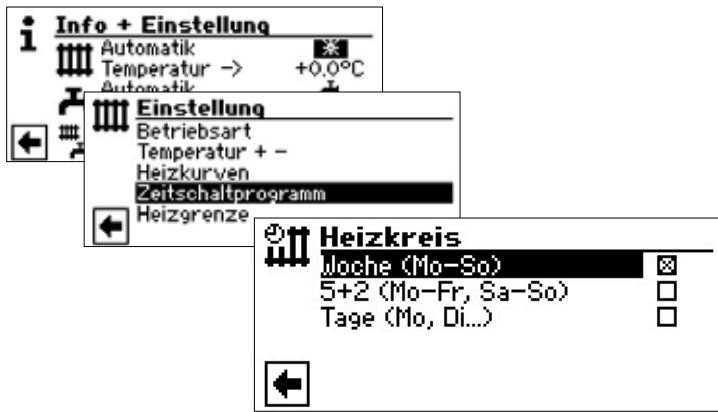 Info + Einstellung
Automatik
Temperatur -> +0,0°C
Automatik
Einstellung
Betriebsart
Temperatur + -
Heizkurven
Zeitschaltprogramm
Heizgrenze
Heizkreis
Woche (Mo-So)
5+2 (Mo-Fr, Sa-So)
Tage (Mo, Di...)